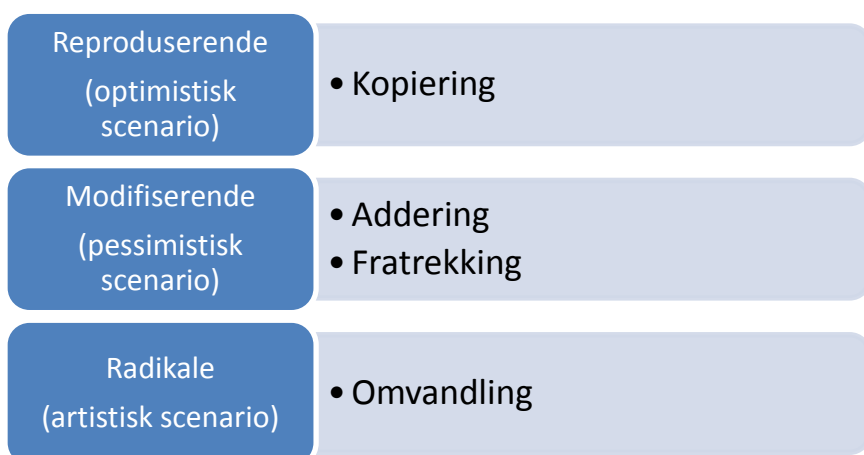 Reproduserende
(optimistisk
scenario)
• Kopiering
Modifiserende
(pessimistisk
scenario)
• Addering
• Fratrekking
Radikale
(artistisk scenario)
• Omvandling